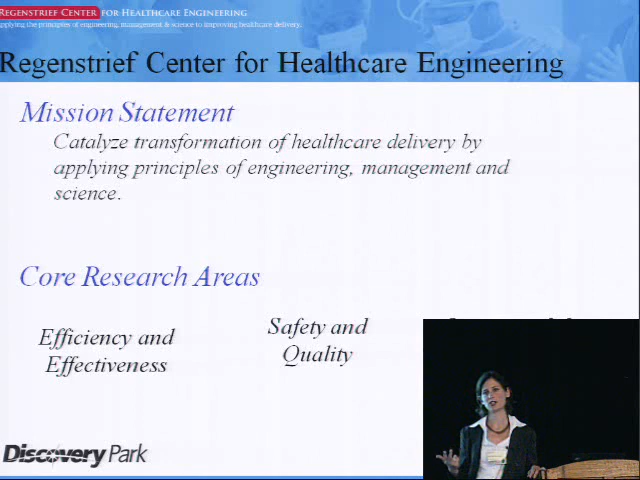 REGENSTRIEF CENTER FOR HEALTHCARE ENGINEERING
applying the principles of engineering, management & science to improving healthcare delivery.
Regenstrief Center for Healthcare Engineering
Mission Statement
Catalyze transformation of healthcare delivery by
applying principles of engineering, management and
science.
Core Research Areas
Efficiency and
Effectiveness
Safety and
Quality
Discovery Park